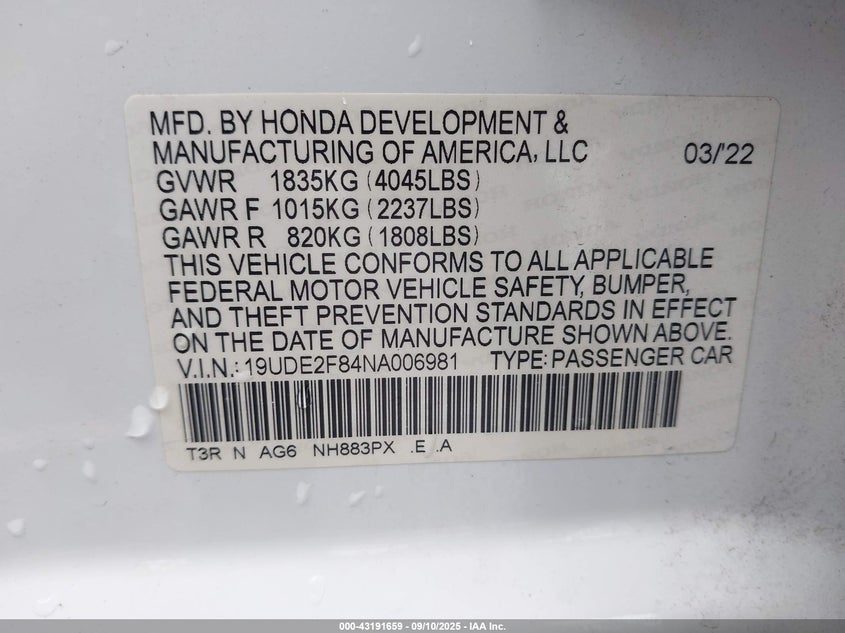 MFD. BY HONDA DEVELOPMENT &
MANUFACTURING OF AMERICA, LLC 03/'22
GVWR 1835KG (4045LBS)
GAWR F 1015KG (2237LBS)
GAWR R 820KG (1808LBS)
THIS VEHICLE CONFORMS TO ALL APPLICABLE
FEDERAL MOTOR VEHICLE SAFETY, BUMPER,
AND THEFT PREVENTION STANDARDS IN EFFECT
ON THE DATE OF MANUFACTURE SHOWN ABOVE.
V.I.N.: 19UDE2F84NA006981 TYPE: PASSENGER CAR
T3R N AG6 NH883PX .E .A
000-43191659 - 09/10/2025 - IAA Inc.